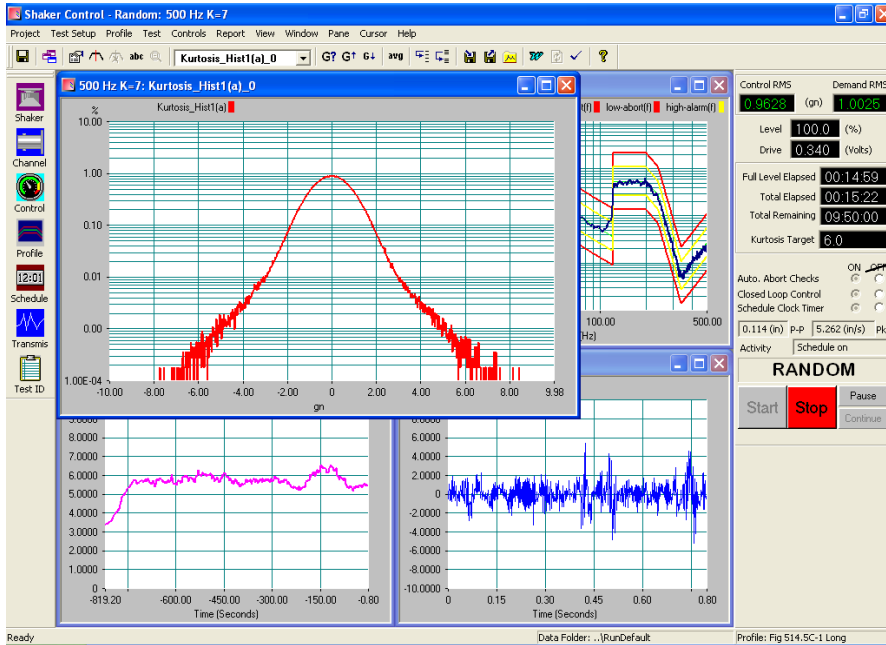 Shaker Control - Random: 500 Hz K=7
Project Test Setup Profile Test Controls Report View Window Pane Cursor Help
abc Kurtosis_Hist1(a)_0 G? G↑ G↓ avg
Shaker
Channel
Control
Profile
12:01
Schedule
Transmis
Test ID
500 Hz K=7: Kurtosis_Hist1(a)_0
% Kurtosis_Hist1(a)
10.00
1.00
0.10
0.01
0.00
1.00E-04
-10.00 -8.00 -6.00 -4.00 -2.00 0 2.00 4.00 6.00 8.00 9.98
gn
low-abort(f) high-alarm(f)
100.00 500.00
(Hz)
8.0000
7.0000
6.0000
5.0000
4.0000
3.0000
2.0000
1.0000
0
-819.20 -600.00 -450.00 -300.00 -150.00 -0.80
Time (Seconds)
6.0000
4.0000
2.0000
0
-2.0000
-4.0000
-6.0000
-10.0000
0 0.15 0.30 0.45 0.60 0.80
Time (Seconds)
Control RMS Demand RMS
0.9628 (gn) 1.0025
Level 100.0 (%)
Drive 0.340 (Volts)
Full Level Elapsed 00:14:59
Total Elapsed 00:15:22
Total Remaining 09:50:00
Kurtosis Target 6.0
ON OFF
Auto. Abort Checks
Closed Loop Control
Schedule Clock Timer
0.114 (in) P-P 5.262 (in/s) Pk
Activity Schedule on
RANDOM
Start Stop Pause
Continue
Ready Data Folder: ..\RunDefault Profile: Fig 514.5C-1 Long